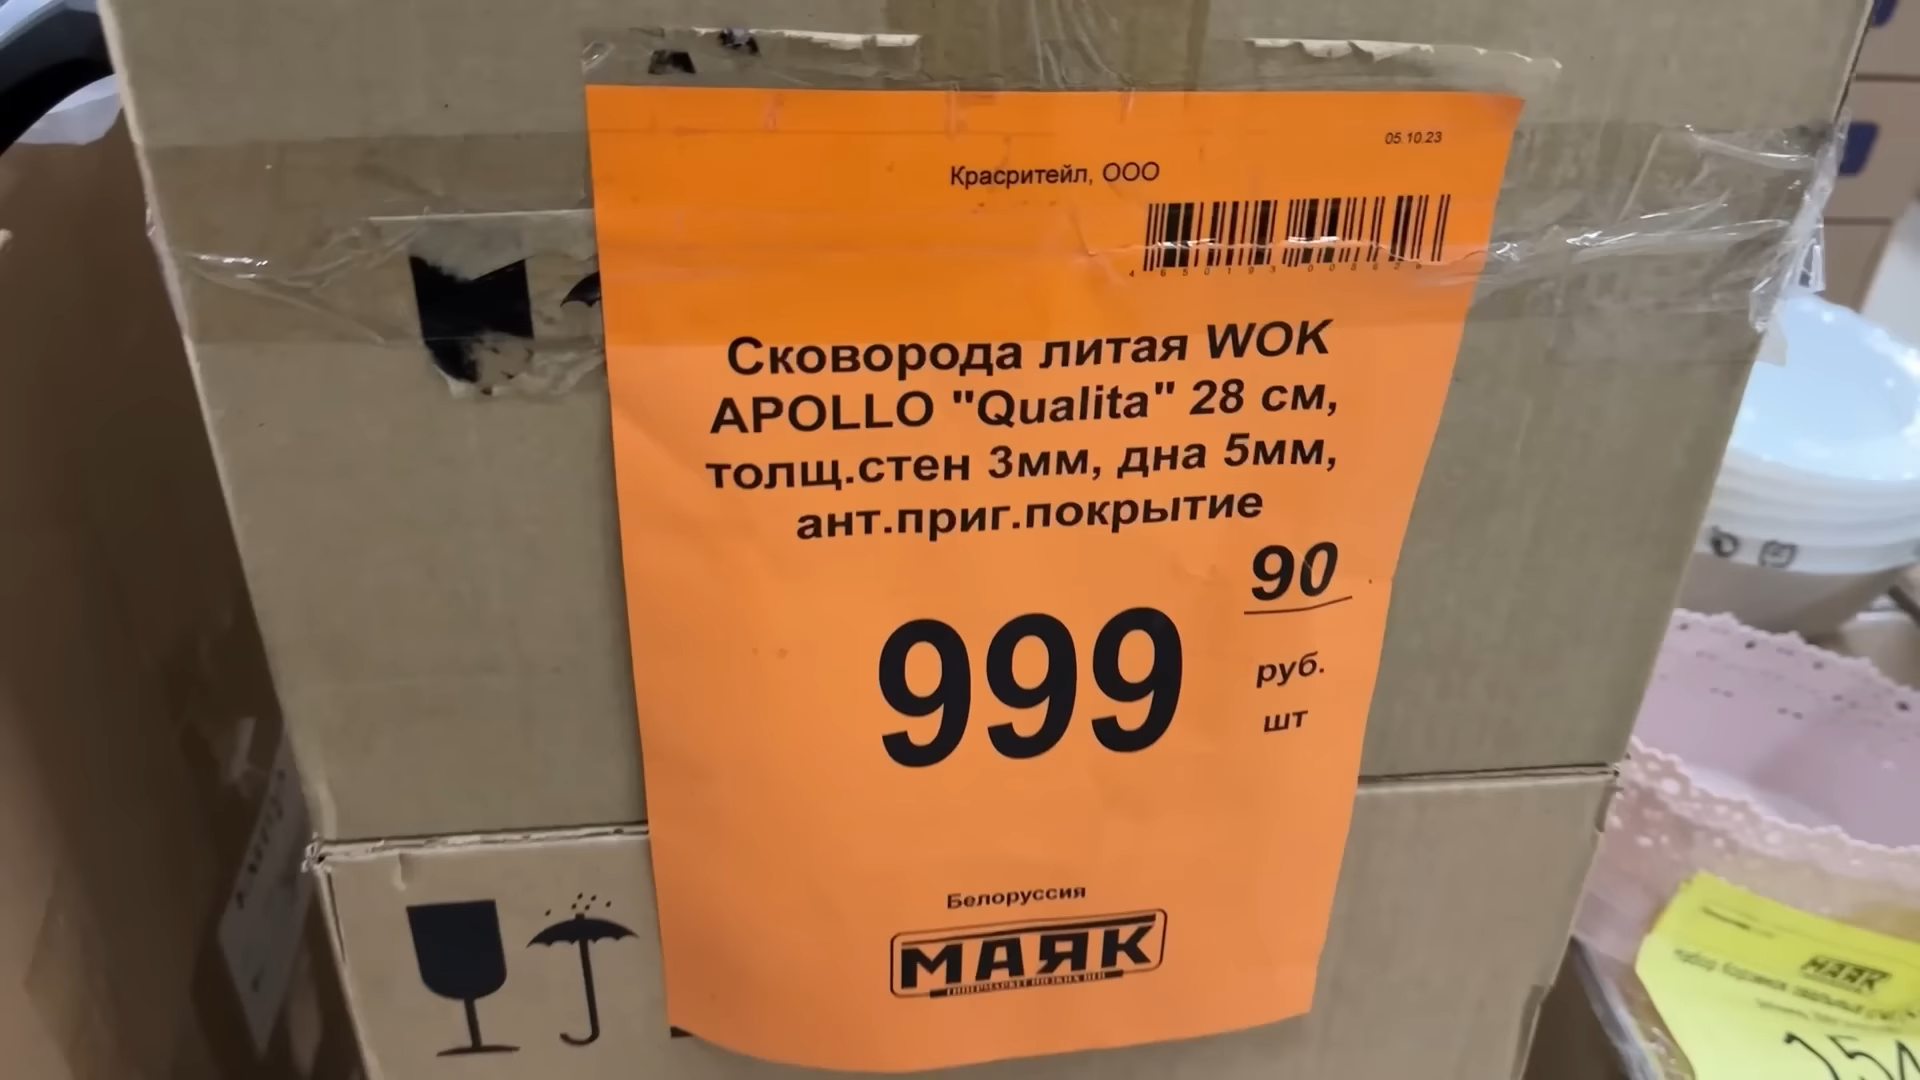 05.10.23
Красритейл, ООО
Сковорода литая WOK
APOLLO "Qualita" 28 см,
толщ.стен 3мм, дна 5мм,
ант.приг.покрытие
999 90
руб.
шт
Белоруссия
МАЯК
МАЯК